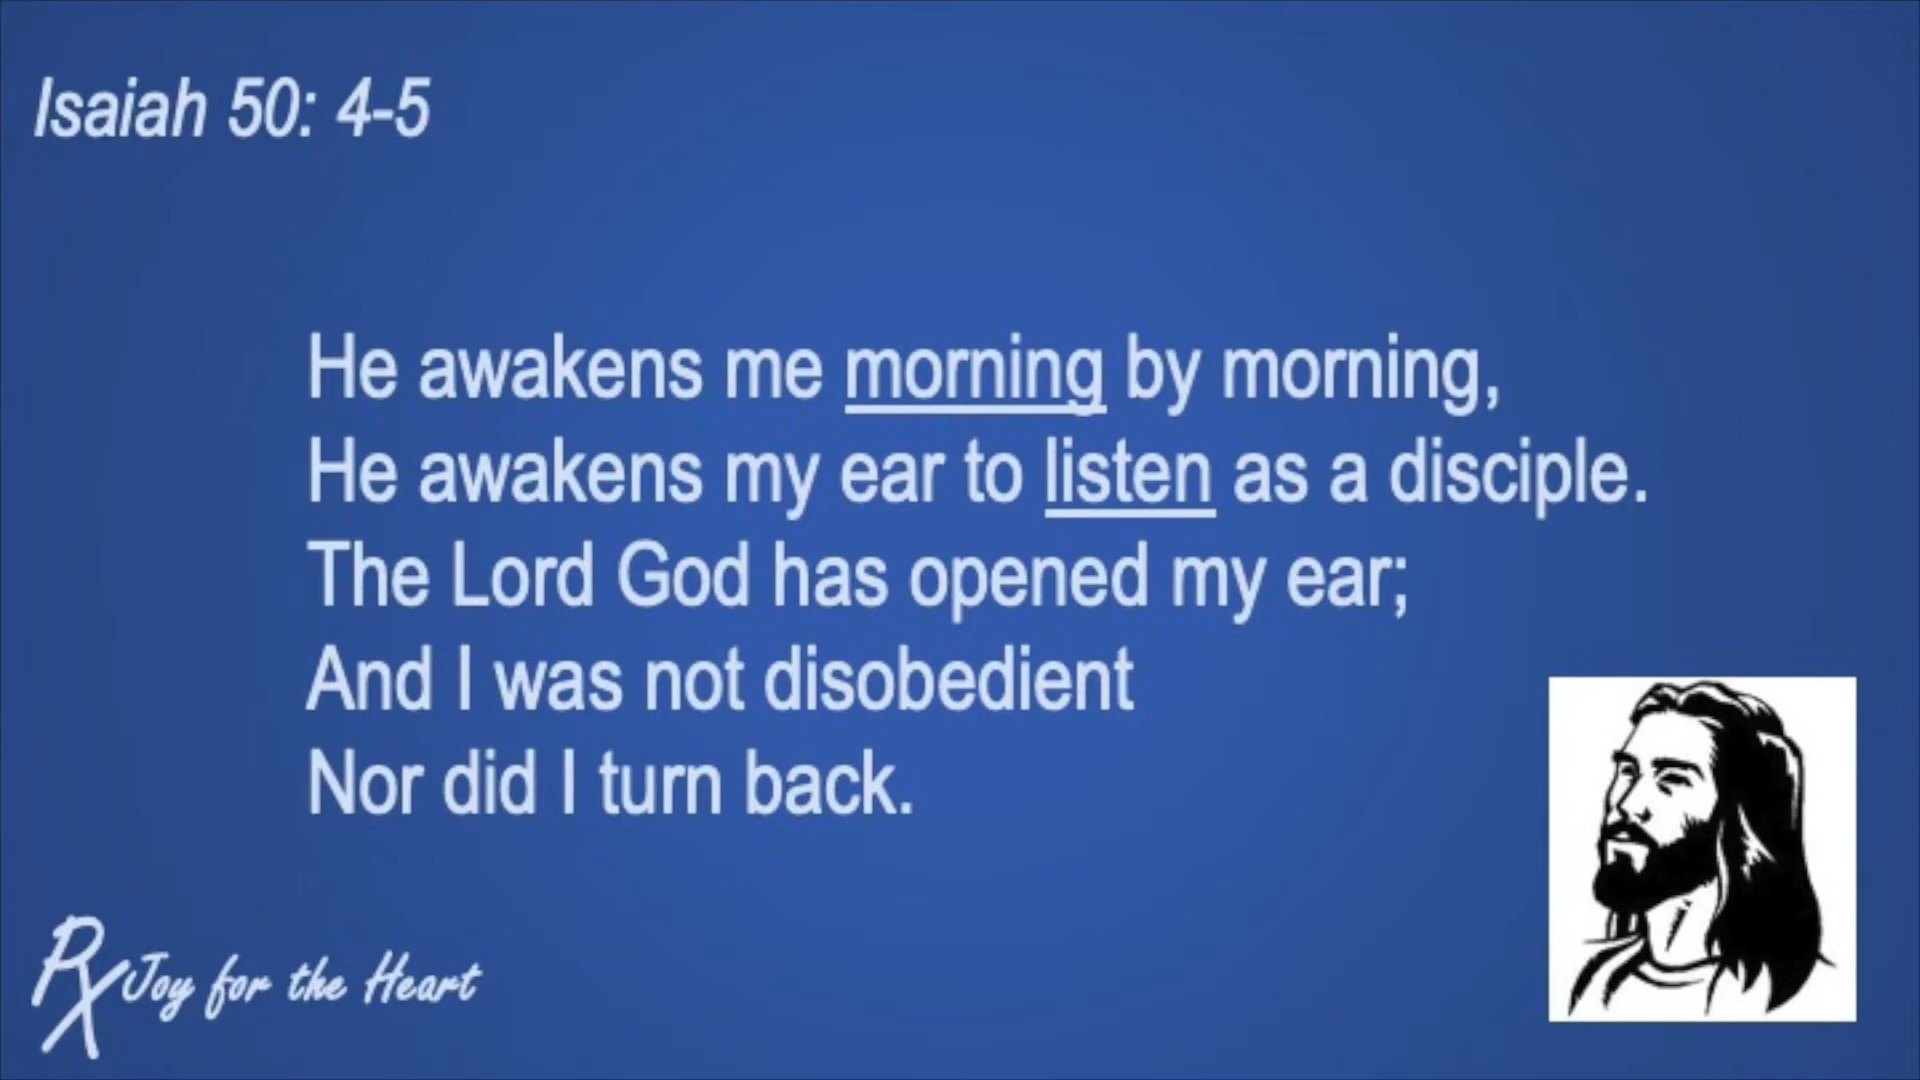 Isaiah 50: 4-5
He awakens me morning by morning,
He awakens my ear to listen as a disciple.
The Lord God has opened my ear;
And I was not disobedient
Nor did I turn back.
Rx Joy for the Heart